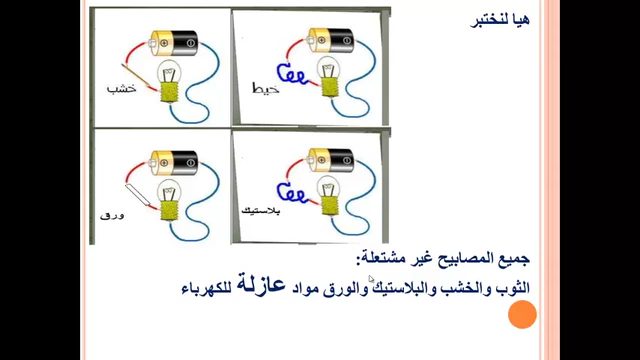 هيا لنختبر
خشب
خيط
ورق
بلاستيك
جميع المصابيح غير مشتعلة:
الثوب والخشب والبلاستيك والورق مواد عازلة للكهرباء